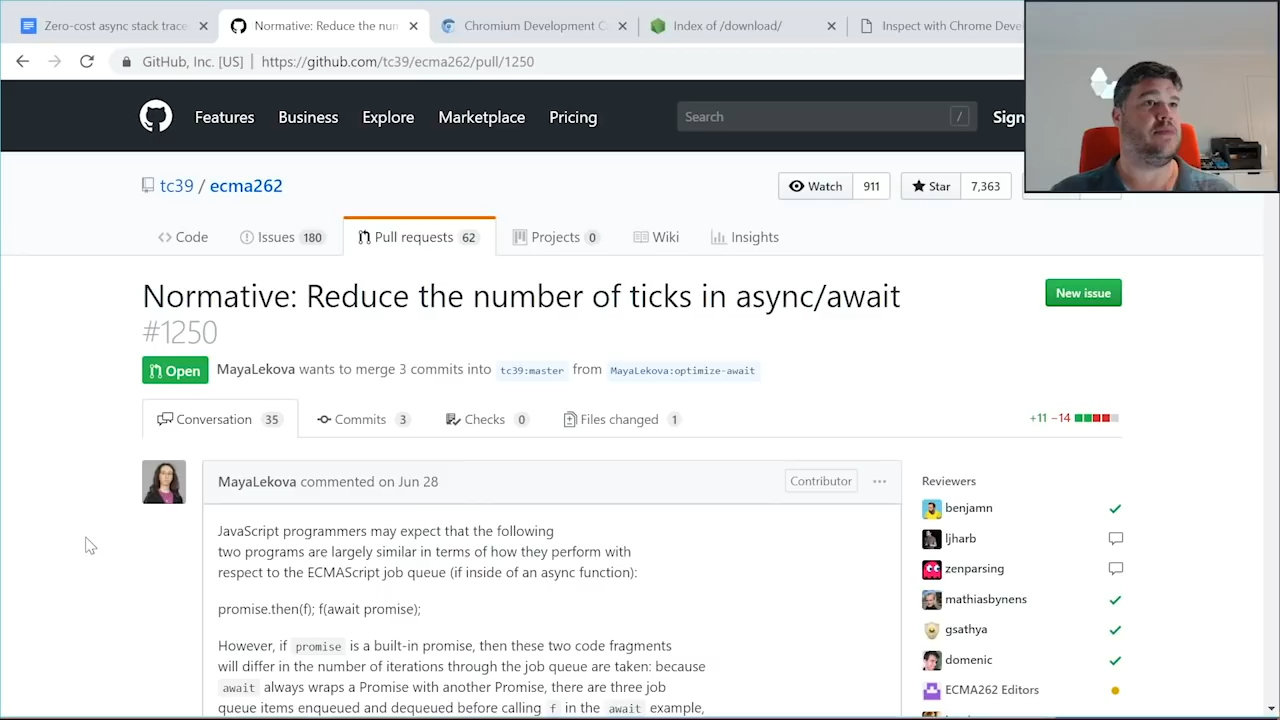 Zero-cost async stack trace
Normative: Reduce the nun
Chromium Development C
Index of /download/
Inspect with Chrome Deve
GitHub, Inc. [US]
https://github.com/tc39/ecma262/pull/1250
Features
Business
Explore
Marketplace
Pricing
Search
/
Sign
tc39 / ecma262
Watch 911
Star 7,363
Code
Issues 180
Pull requests 62
Projects 0
Wiki
Insights
Normative: Reduce the number of ticks in async/await
#1250
New issue
Open
MayaLekova wants to merge 3 commits into tc39:master from MayaLekova:optimize-await
Conversation 35
Commits 3
Checks 0
Files changed 1
+11 −14
MayaLekova commented on Jun 28
Contributor
JavaScript programmers may expect that the following
two programs are largely similar in terms of how they perform with
respect to the ECMAScript job queue (if inside of an async function):
promise.then(f); f(await promise);
However, if promise is a built-in promise, then these two code fragments
will differ in the number of iterations through the job queue are taken: because
await always wraps a Promise with another Promise, there are three job
queue items enqueued and dequeued before calling f in the await example,
Reviewers
benjamn
ljharb
zenparsing
mathiasbynens
gsathya
domenic
ECMA262 Editors